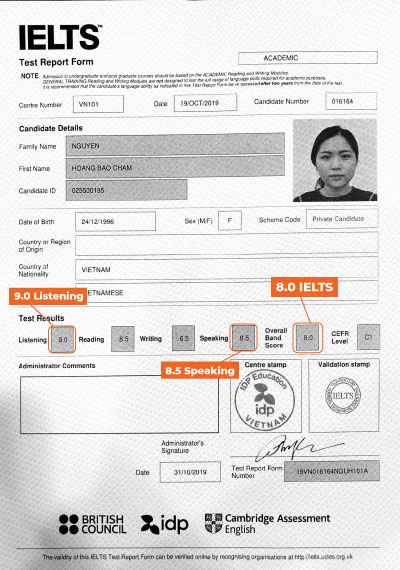 IELTS™
Test Report Form
ACADEMIC
NOTE Admission to undergraduate and post graduate courses should be based on the ACADEMIC Reading and Writing Modules.
GENERAL TRAINING Reading and Writing Modules are not designed to test the full range of language skills required for academic purposes.
It is recommended that the candidate's language ability as indicated in this Test Report Form be re-assessed after two years from the date of the test
Centre Number VN101 Date 19/OCT/2019 Candidate Number 016164
Candidate Details
Family Name NGUYEN
First Name HOANG BAO CHAM
Candidate ID 025500185
Date of Birth 24/12/1996 Sex (M/F) F Scheme Code Private Candidate
Country or Region
of Origin
Country of
Nationality VIETNAM
ETNAMESE
9.0 Listening
8.0 IELTS
Test Results
Listening 9.0 Reading 8.5 Writing 6.5 Speaking 8.5 Overall Band Score 8.0 CEFR Level C1
8.5 Speaking
Administrator Comments
Centre stamp
Validation stamp
IDP Education
idp
VIETNAM
IELTS
Administrator's
Signature
Date 31/10/2019
Test Report Form
Number 19VN016164NGUH101A
BRITISH COUNCIL
idp
Cambridge Assessment
English
The validity of this IELTS Test Report Form can be verified online by recognising organisations at http://ielts.ucles.org.uk